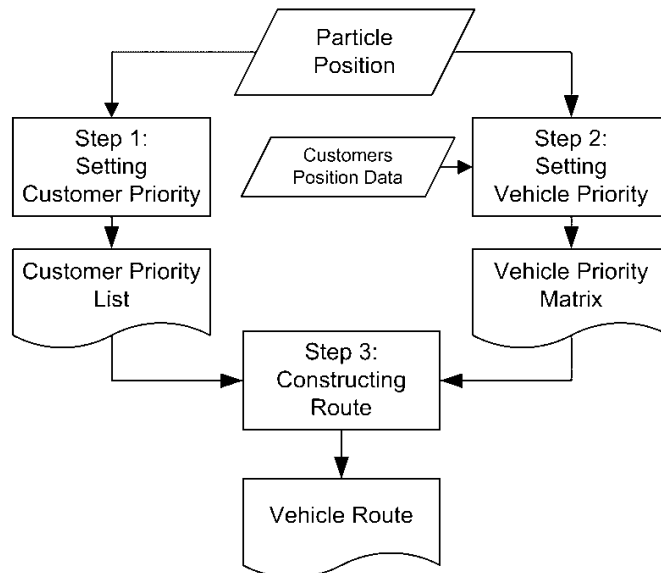 Particle
Position
Step 1:
Setting
Customer Priority
Customers
Position Data
Step 2:
Setting
Vehicle Priority
Customer Priority
List
Vehicle Priority
Matrix
Step 3:
Constructing
Route
Vehicle Route